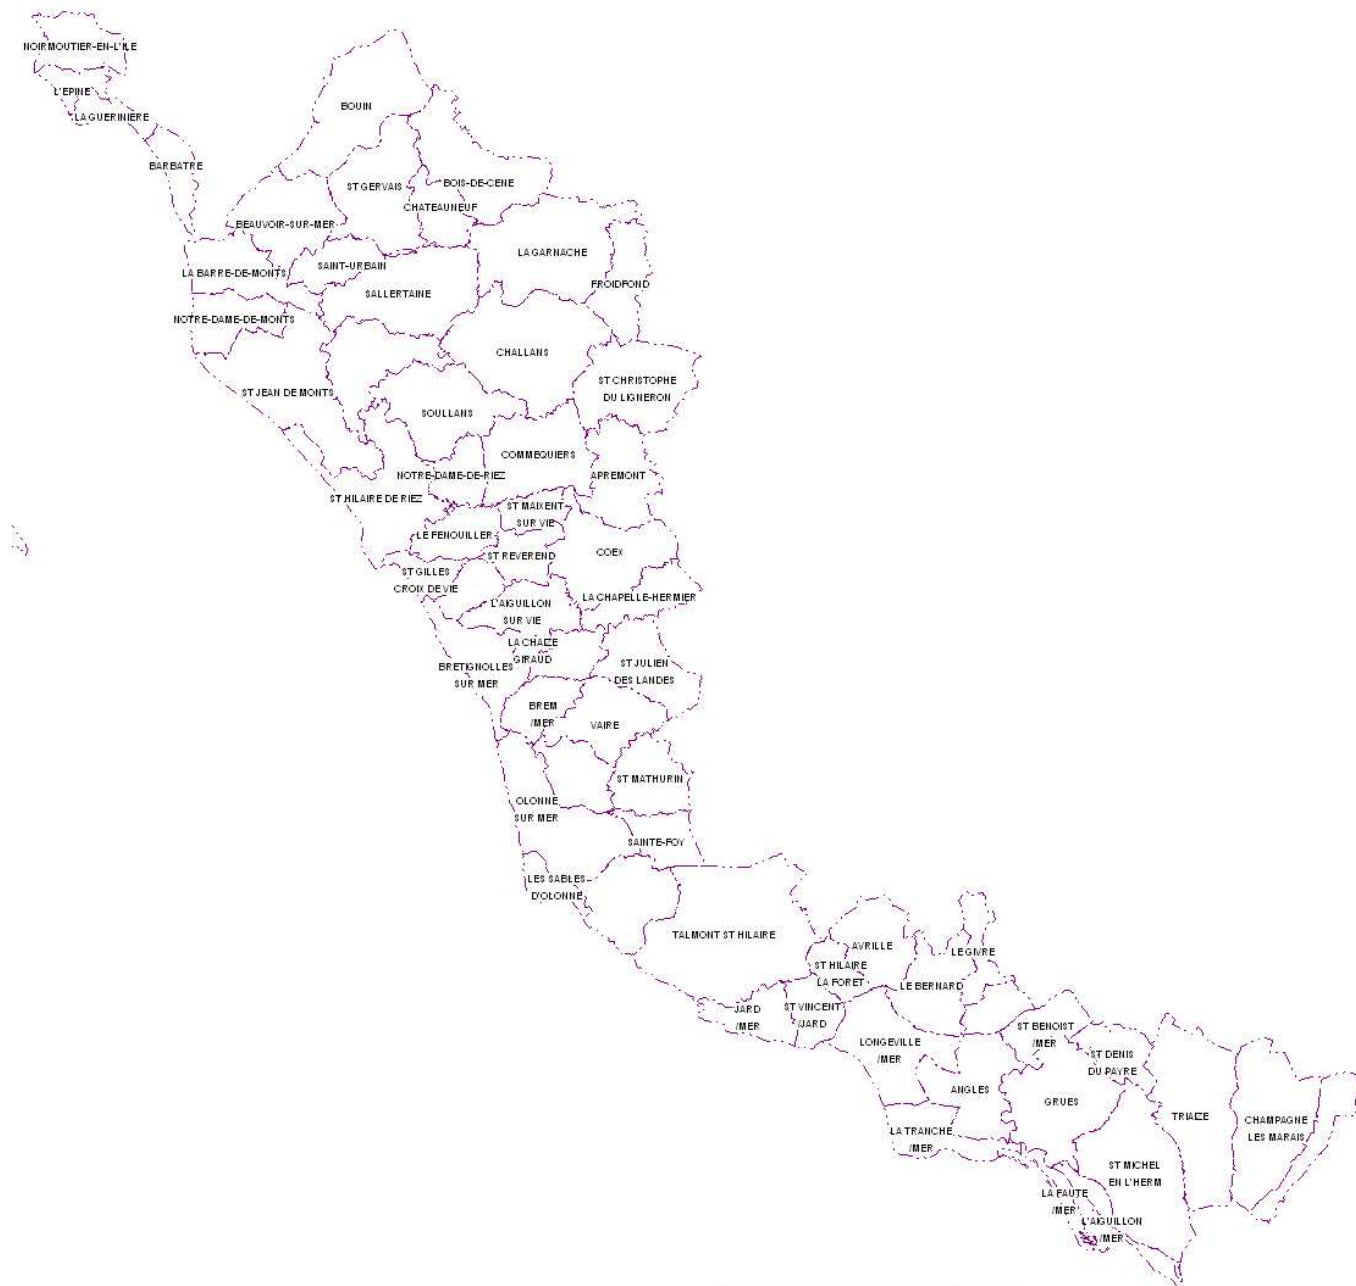 NOIRMOUTIER-EN-L'ILE
L'EPINE
LA GUERINIERE
BOUIN
BARBATRE
ST GERVAIS
BOIS-DE-CENE
CHATEAUNEUF
BEAUVOIR-SUR-MER
LA GARNACHE
LA BARRE-DE-MONTS
SAINT-URBAIN
SALLERTAINE
FROIDFOND
NOTRE-DAME-DE-MONTS
CHALLANS
ST JEAN DE MONTS
ST CHRISTOPHE
DU LIGNERON
SOULLANS
COMMEQUIERS
NOTRE-DAME-DE-RIEZ
APREMONT
ST HILAIRE DE RIEZ
ST MAIXENT
SUR VIE
LE FENOUILLER
ST REVEREND
COEX
ST GILLES
CROIX DE VIE
L'AIGUILLON
SUR VIE
LA CHAPELLE-HERMIER
LA CHAIZE
GIRAUD
BRETIGNOLLES
SUR MER
ST JULIEN
DES LANDES
BREM
/MER
VAIRE
ST MATHURIN
OLONNE
SUR MER
SAINTE-FOY
LES SABLES
D'OLONNE
TALMONT ST HILAIRE
AVRILLE
LE GIVRE
ST HILAIRE
LA FORET
LE BERNARD
JARD
/MER
ST VINCENT
/JARD
LONGEVILLE
/MER
ST BENOIST
/MER
ST DENIS
DU PAYRE
ANGLES
GRUES
TRIAIZE
CHAMPAGNE
LES MARAIS
LA TRANCHE
/MER
ST MICHEL
EN L'HERM
LA FAUTE
/MER
L'AIGUILLON
/MER